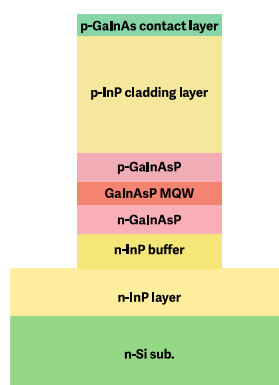 p-GaInAs contact layer
p-InP cladding layer
p-GaInAsP
GaInAsP MQW
n-GaInAsP
n-InP buffer
n-InP layer
n-Si sub.